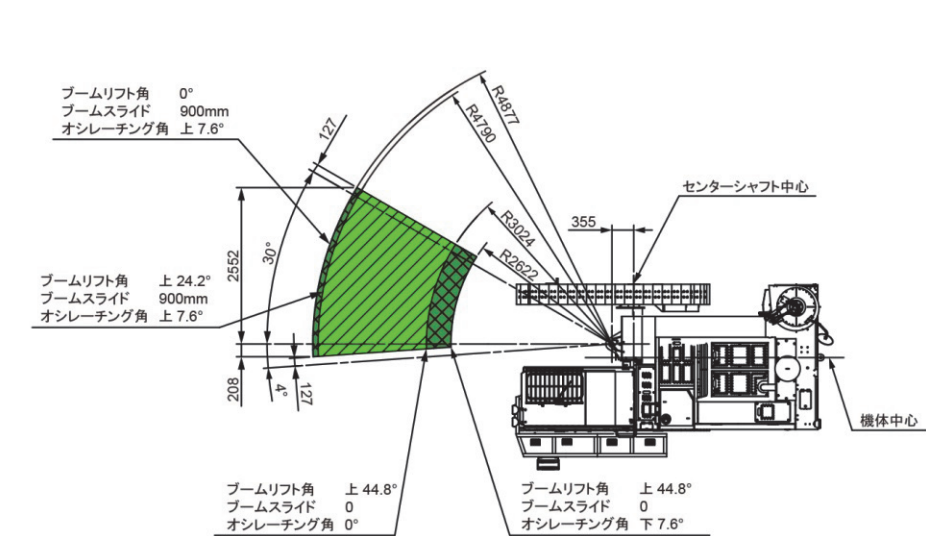 ブームリフト角 0°
ブームスライド 900mm
オシレーチング角 上 7.6°
127
R4877
R4790
R3024
R2622
355
センターシャフト中心
2552
30°
ブームリフト角 上 24.2°
ブームスライド 900mm
オシレーチング角 上 7.6°
208
4°
127
機体中心
ブームリフト角 上 44.8°
ブームスライド 0
オシレーチング角 0°
ブームリフト角 上 44.8°
ブームスライド 0
オシレーチング角 下 7.6°